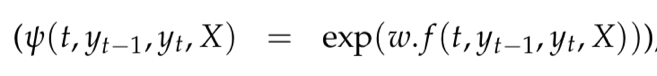 (ψ(t, y_{t−1}, y_t, X) = exp(w.f(t, y_{t−1}, y_t, X))),